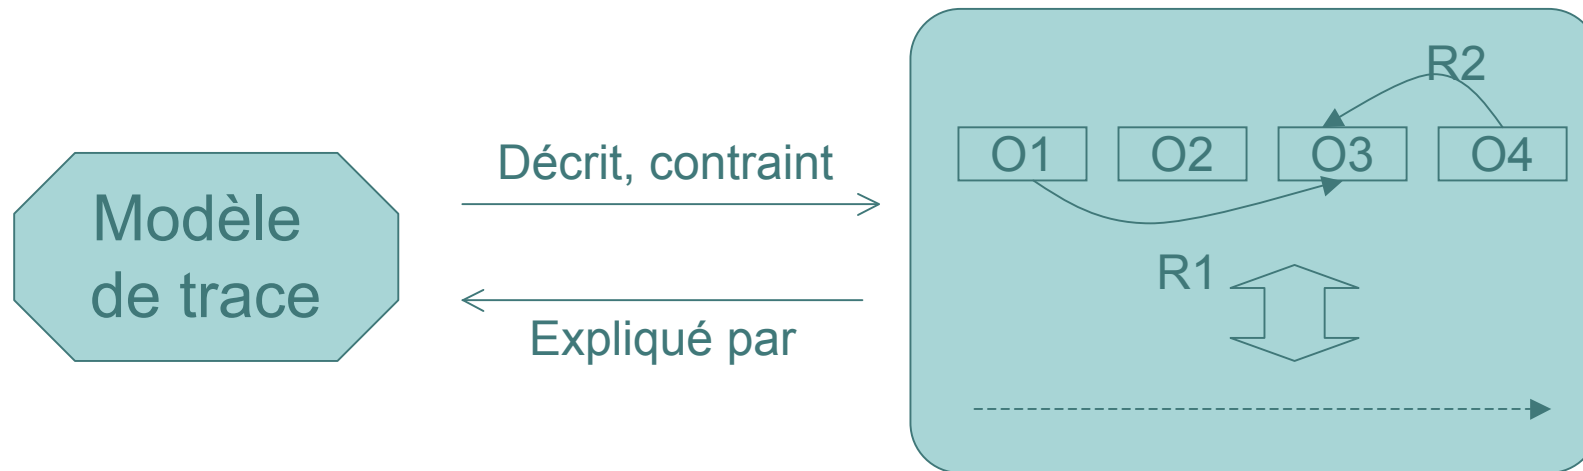 Modèle
de trace
Décrit, contraint
Expliqué par
R2
O1 O2 O3 O4
R1